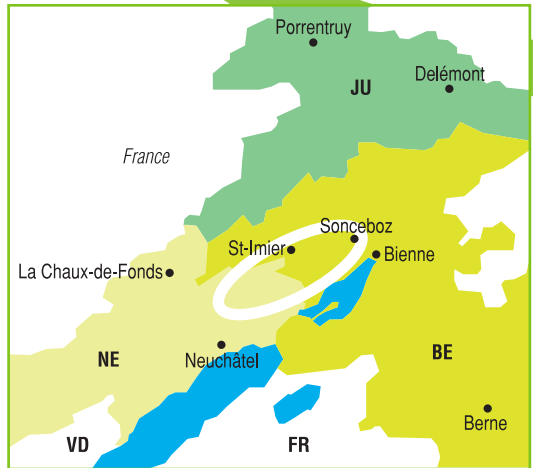 Porrentruy
Delémont
JU
France
Sonceboz
St-Imier
Bienne
La Chaux-de-Fonds
NE
Neuchâtel
BE
Berne
VD
FR